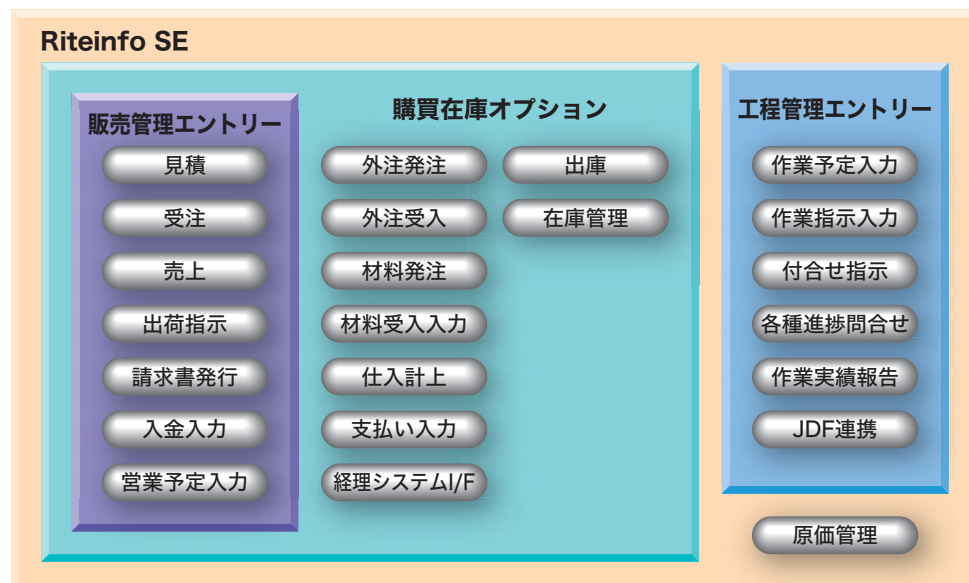 Riteinfo SE
販売管理エントリー
見積
受注
売上
出荷指示
請求書発行
入金入力
営業予定入力
購買在庫オプション
外注発注
外注受入
材料発注
材料受入入力
仕入計上
支払い入力
経理システムI/F
出庫
在庫管理
工程管理エントリー
作業予定入力
作業指示入力
付合せ指示
各種進捗問合せ
作業実績報告
JDF連携
原価管理